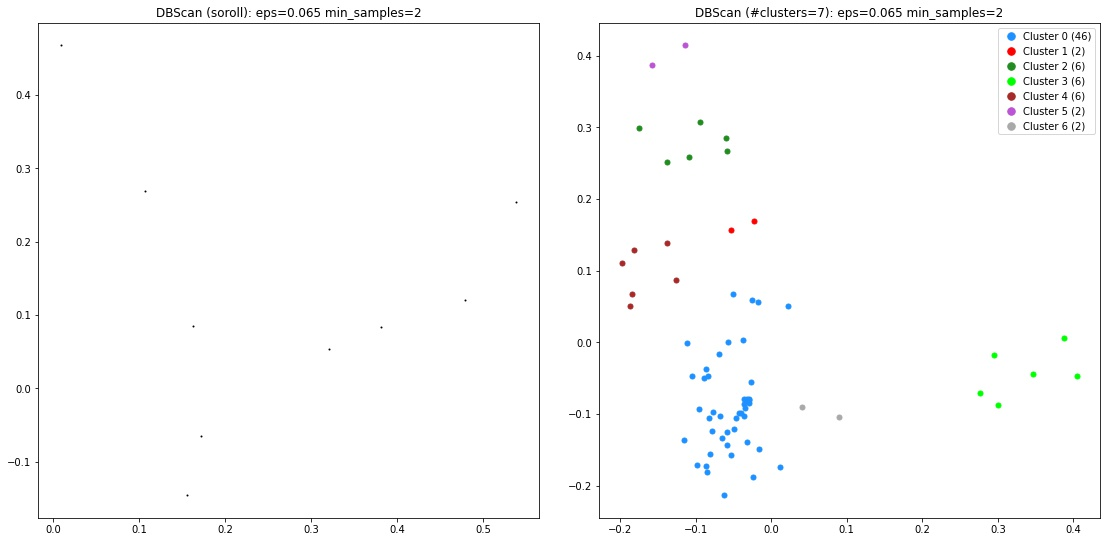 DBScan (soroll): eps=0.065 min_samples=2
0.4
0.3
0.2
0.1
0.0
−0.1
0.0
0.1
0.2
0.3
0.4
0.5
DBScan (#clusters=7): eps=0.065 min_samples=2
Cluster 0 (46)
Cluster 1 (2)
Cluster 2 (6)
Cluster 3 (6)
Cluster 4 (6)
Cluster 5 (2)
Cluster 6 (2)
0.4
0.3
0.2
0.1
0.0
−0.1
−0.2
−0.2
−0.1
0.0
0.1
0.2
0.3
0.4